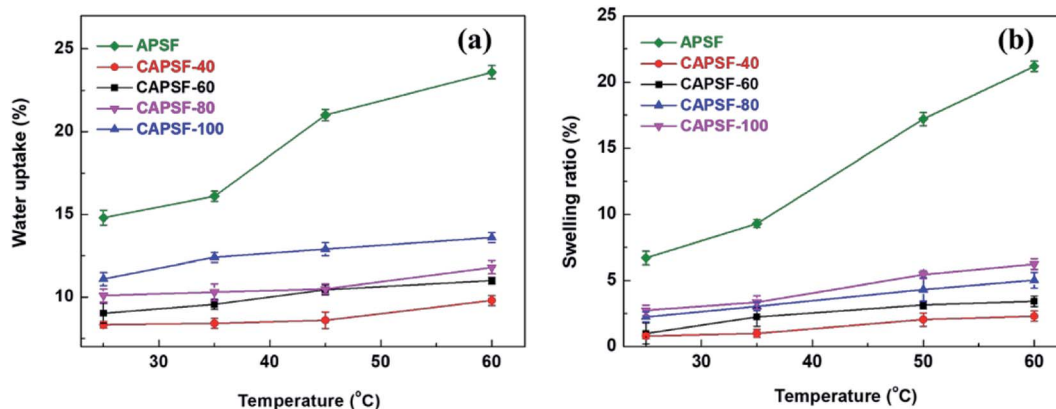 (a)
APSF
CAPSF-40
CAPSF-60
CAPSF-80
CAPSF-100
Water uptake (%)
25
20
15
10
30
40
50
60
Temperature (°C)
(b)
APSF
CAPSF-40
CAPSF-60
CAPSF-80
CAPSF-100
Swelling ratio (%)
25
20
15
10
5
0
30
40
50
60
Temperature (°C)